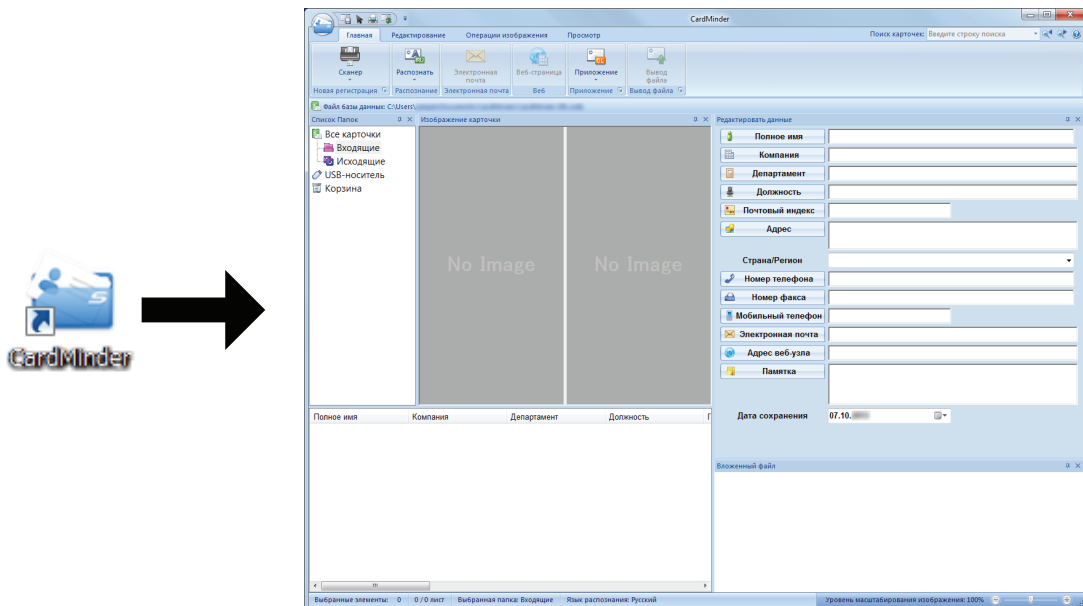 CardMinder
CardMinder
Главная Редактирование Операции изображения Просмотр Поиск карточек: Введите строку поиска
Сканер Распознать Электронная почта Веб-страница Приложение Вывод файла
Новая регистрация Распознание Электронная почта Веб Приложение Вывод файла
Файл базы данных: C:\Users\
Список Папок
Все карточки
Входящие
Исходящие
USB-носитель
Корзина
Изображение карточки
No Image No Image
Редактировать данные
Полное имя
Компания
Департамент
Должность
Почтовый индекс
Адрес
Страна/Регион
Номер телефона
Номер факса
Мобильный телефон
Электронная почта
Адрес веб-узла
Памятка
Дата сохранения 07.10.
Полное имя Компания Департамент Должность Г
Вложенный файл
Выбранные элементы: 0 0 / 0 лист Выбранная папка: Входящие Язык распознания: Русский Уровень масштабирования изображения: 100%